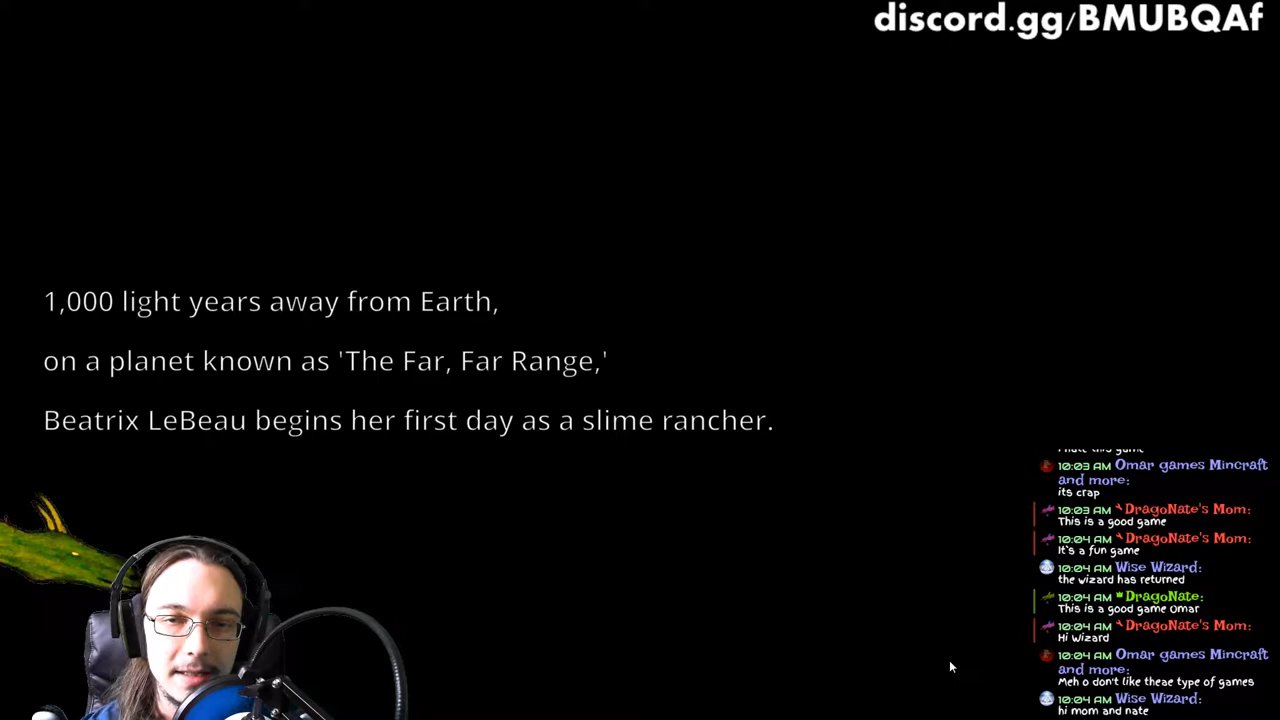 discord.gg/BMUBQAf
1,000 light years away from Earth,
on a planet known as 'The Far, Far Range,'
Beatrix LeBeau begins her first day as a slime rancher.
I hate this game
10:03 AM Omar games Mincraft
and more:
its crap
10:03 AM DragoNate's Mom:
This is a good game
10:04 AM DragoNate's Mom:
It's a fun game
10:04 AM Wise Wizard:
the wizard has returned
10:04 AM DragoNate:
This is a good game Omar
10:04 AM DragoNate's Mom:
Hi Wizard
10:04 AM Omar games Mincraft
and more:
Meh o don't like theae type of games
10:04 AM Wise Wizard:
hi mom and nate